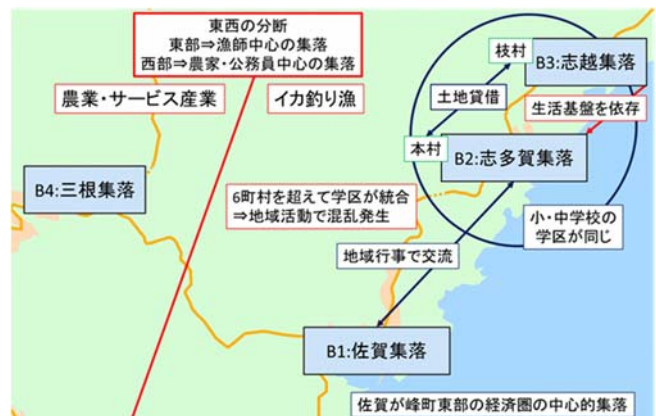 東西の分断
東部⇒漁師中心の集落
西部⇒農家・公務員中心の集落
農業・サービス産業
イカ釣り漁
枝村
B3:志越集落
土地貸借
生活基盤を依存
本村
B2:志多賀集落
B4:三根集落
6町村を超えて学区が統合
⇒地域活動で混乱発生
小・中学校の
学区が同じ
地域行事で交流
B1:佐賀集落
佐賀が峰町東部の経済圏の中心的集落